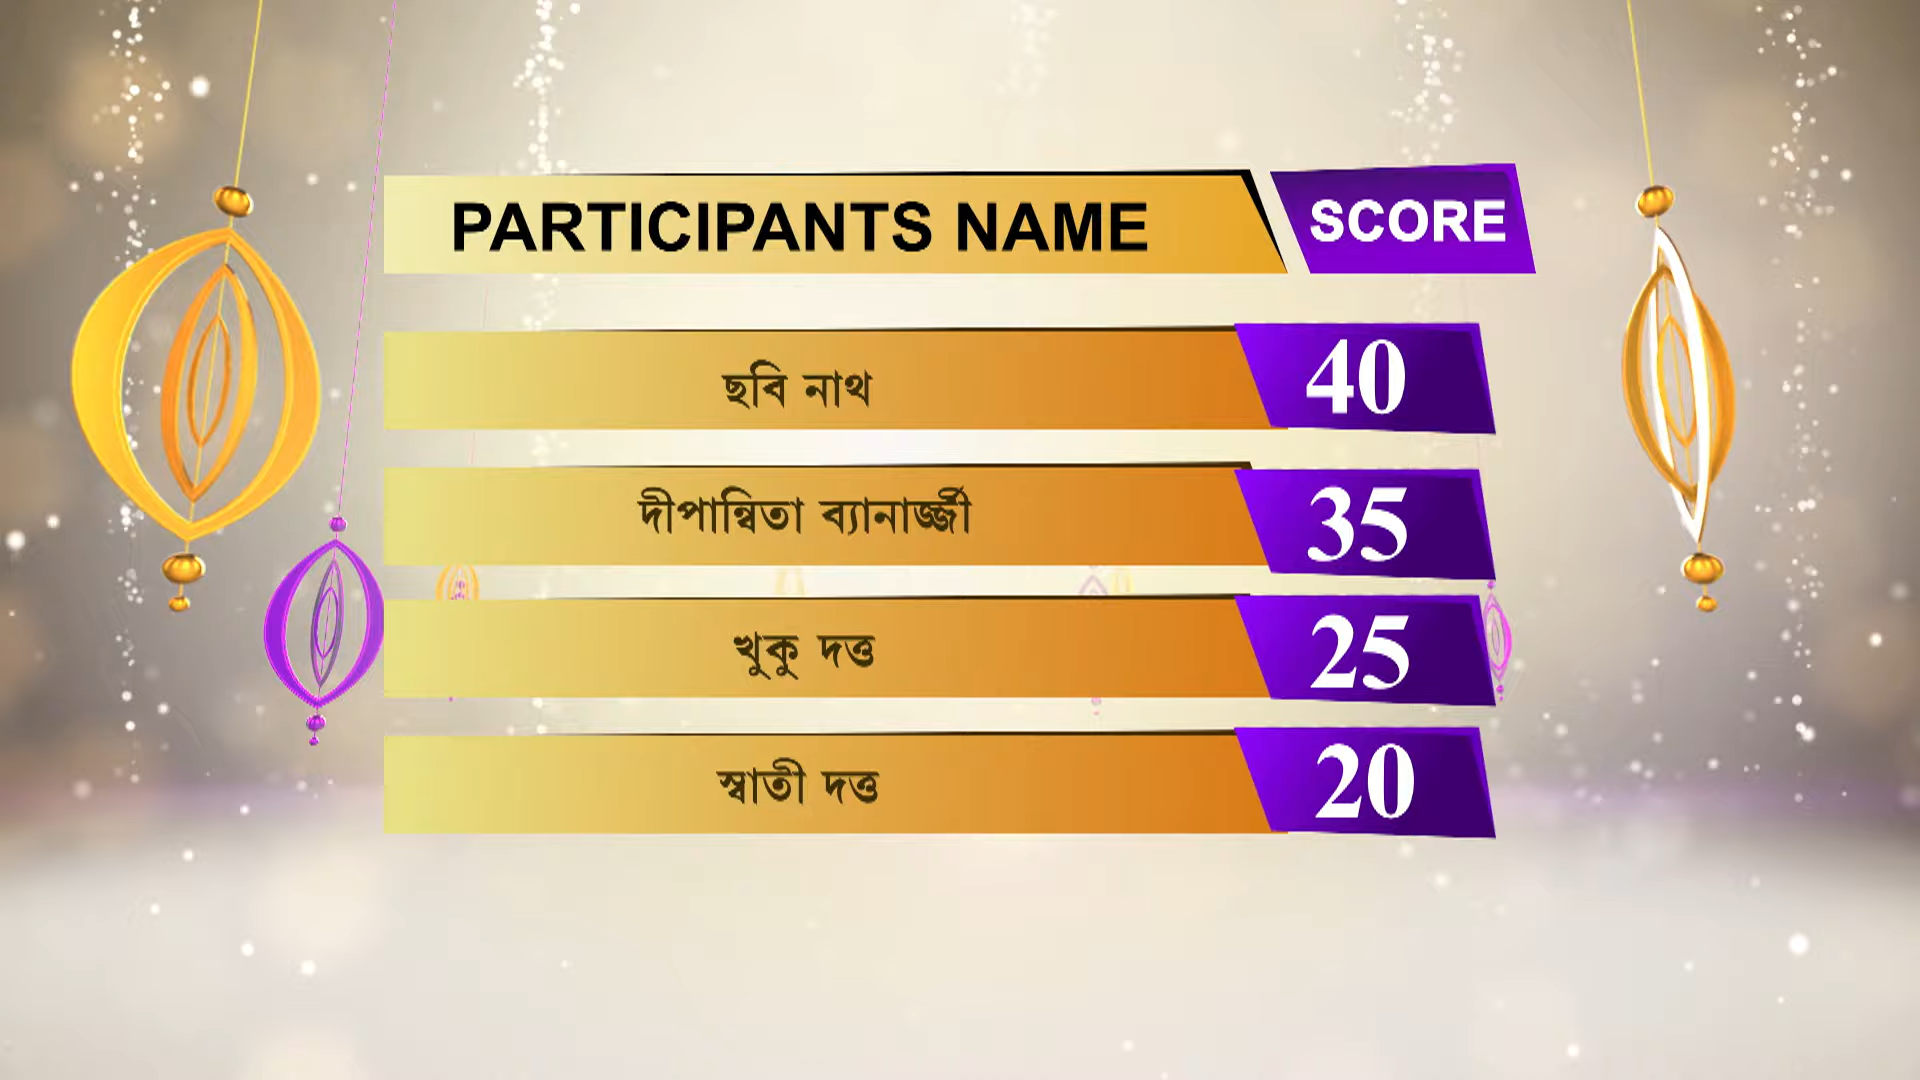 PARTICIPANTS NAME SCORE
ছবি নাথ 40
দীপান্বিতা ব্যানার্জ্জী 35
খুকু দত্ত 25
স্বাতী দত্ত 20